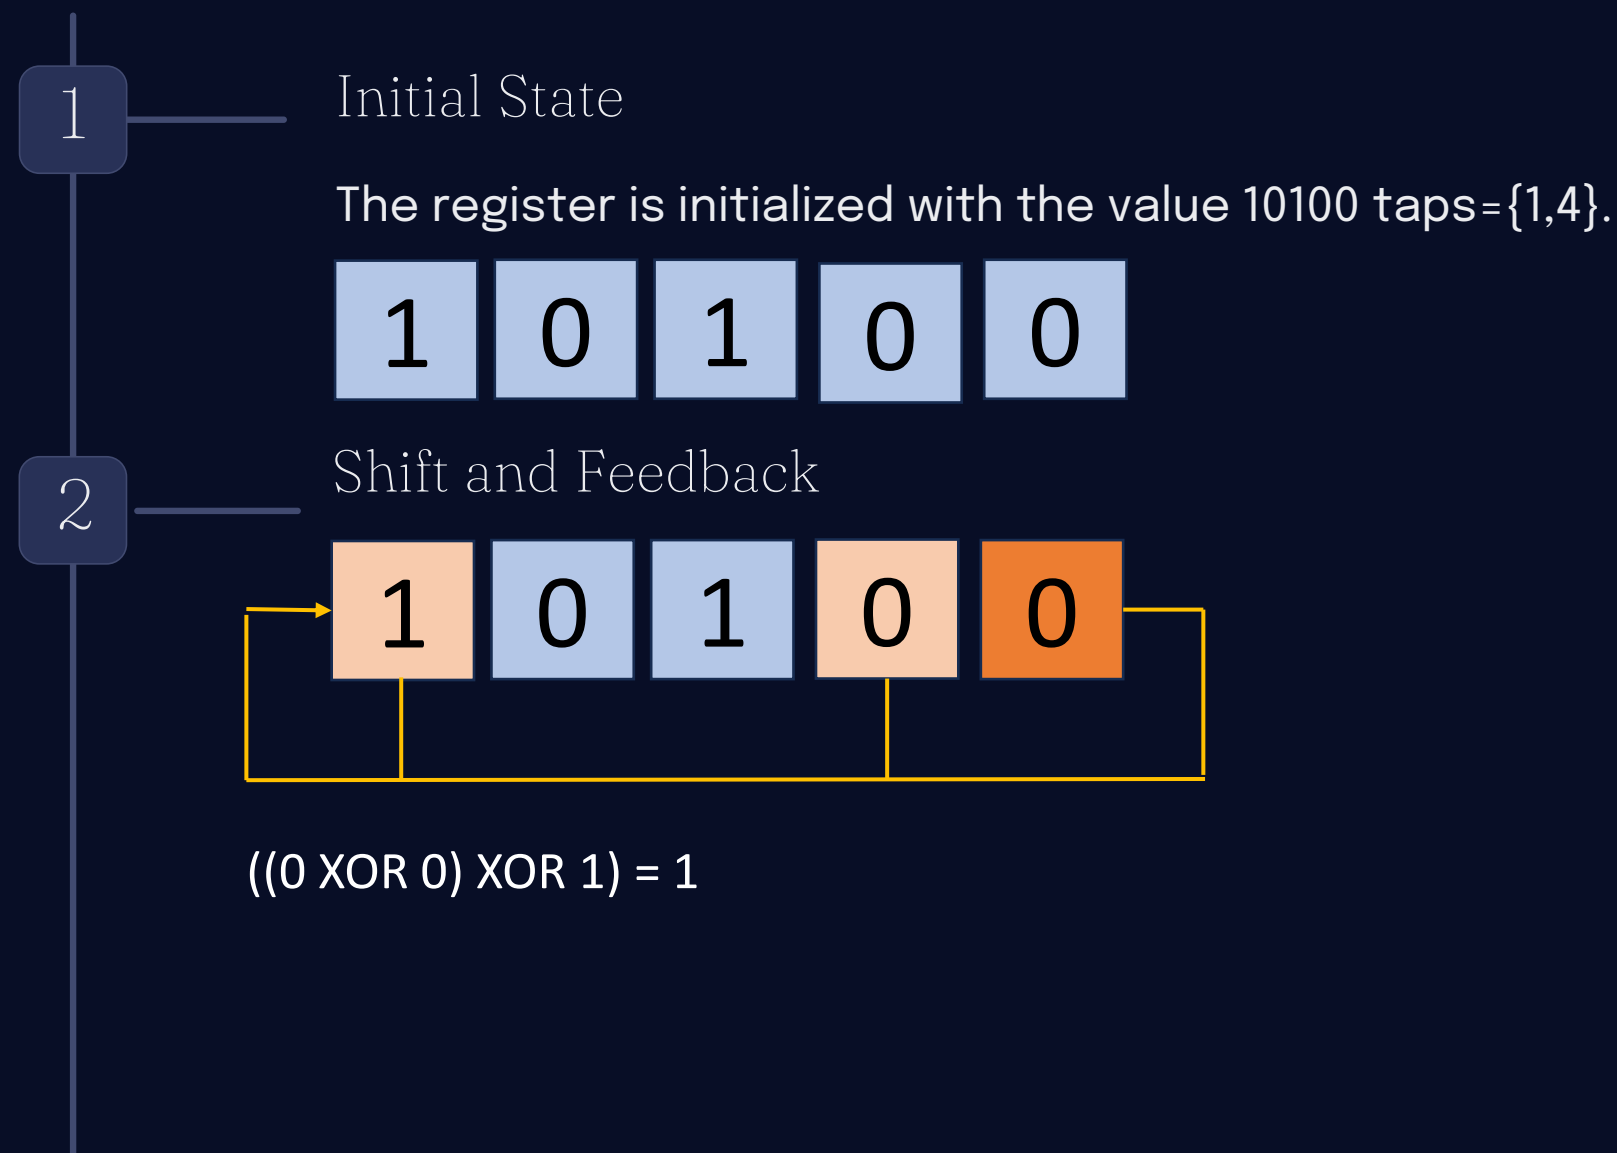 1
Initial State
The register is initialized with the value 10100 taps={1,4}.
1 0 1 0 0
2
Shift and Feedback
1 0 1 0 0
((0 XOR 0) XOR 1) = 1